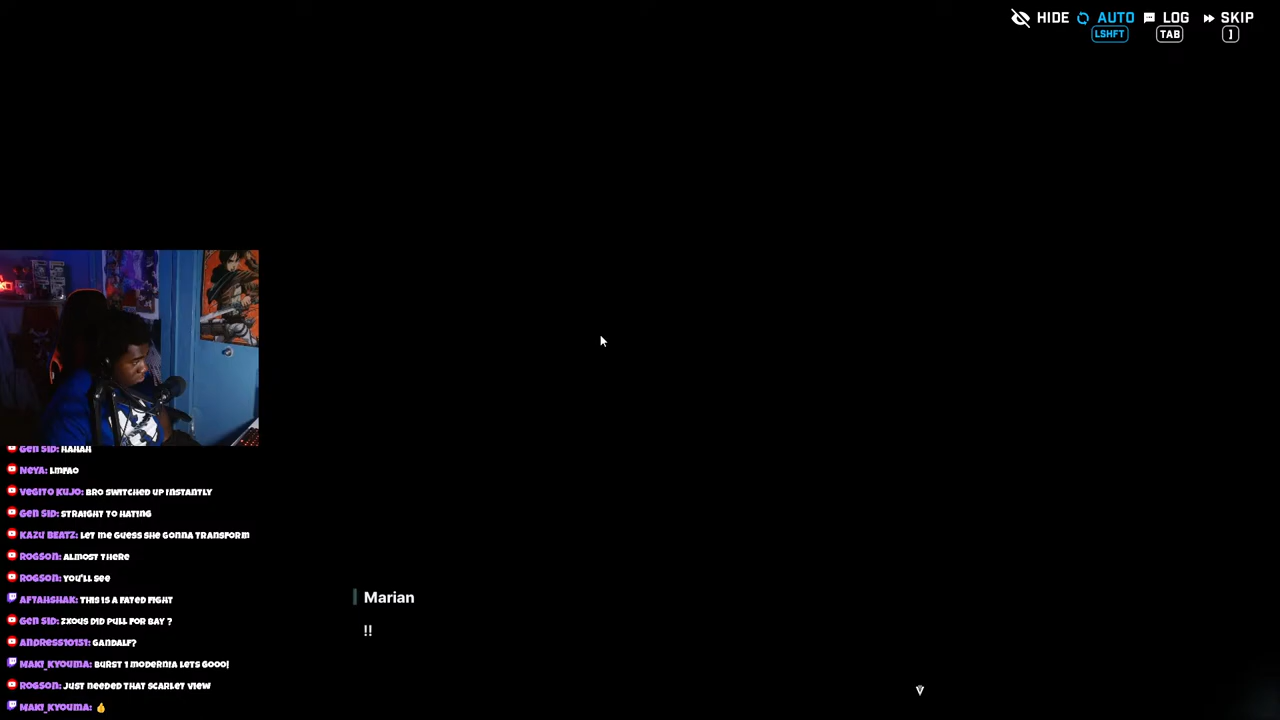 HIDE AUTO LOG SKIP
LSHFT TAB ]
Gen Sid: HAHAH
Neya: LMFAO
Vegito Kujo: BRO SWITCHED UP INSTANTLY
Gen Sid: STRAIGHT TO HATING
Kazu Beatz: LET ME GUESS SHE GONNA TRANSFORM
Rogson: ALMOST THERE
Rogson: YOU'LL SEE
AFTAHSHAK: THIS IS A FATED FIGHT
Gen Sid: ZXOUS DID PULL FOR BAY ?
Andress10151: GANDALF?
Maki_Kyouma: BURST 1 MODERNIA LETS GOOO!
Rogson: JUST NEEDED THAT SCARLET VIEW
Maki_Kyouma: 👍
Marian
!!